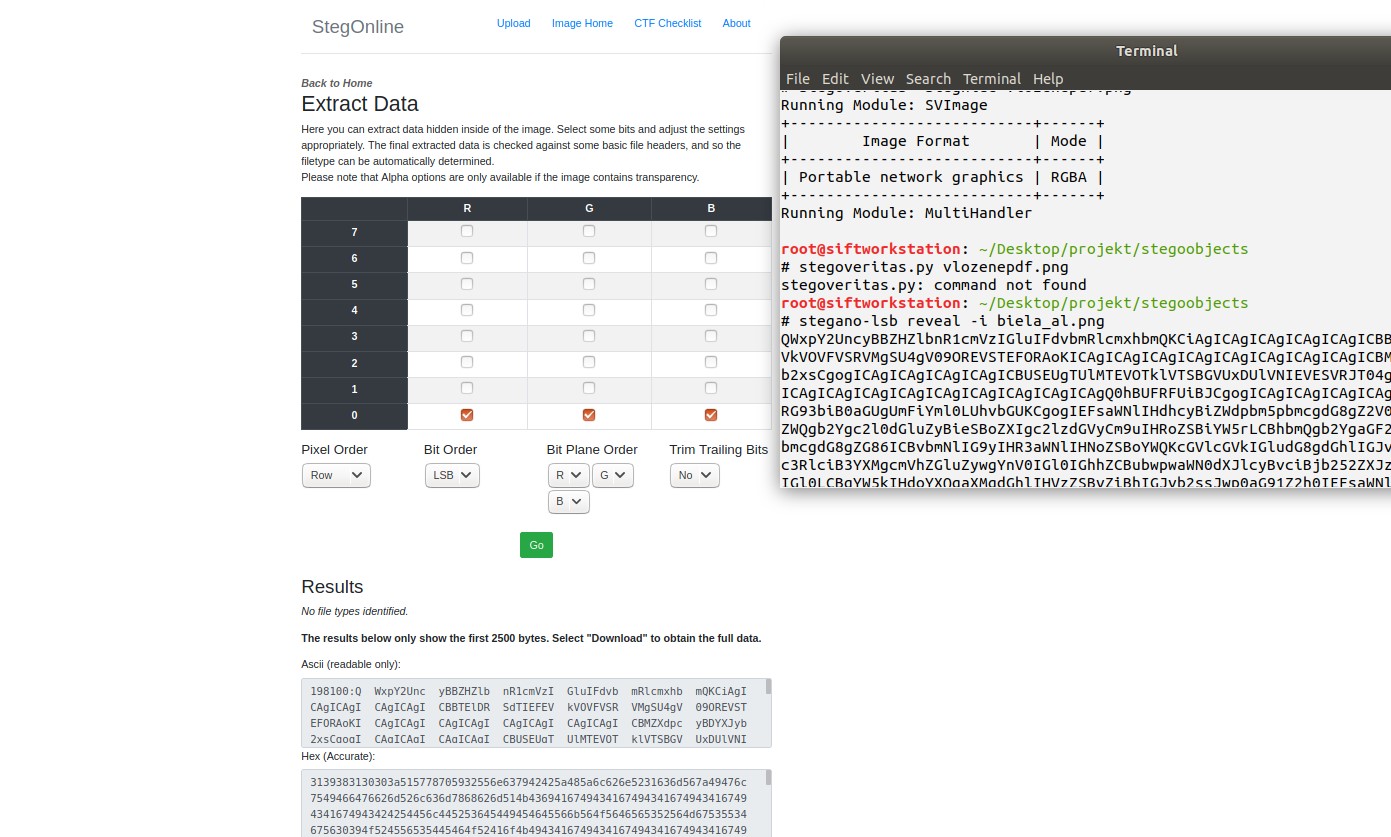 StegOnline
Upload Image Home CTF Checklist About
Back to Home
Extract Data
Here you can extract data hidden inside of the image. Select some bits and adjust the settings
appropriately. The final extracted data is checked against some basic file headers, and so the
filetype can be automatically determined.
Please note that Alpha options are only available if the image contains transparency.
R G B
7
6
5
4
3
2
1
0
Pixel Order Bit Order Bit Plane Order Trim Trailing Bits
Row LSB R G No
B
Go
Results
No file types identified.
The results below only show the first 2500 bytes. Select "Download" to obtain the full data.
Ascii (readable only):
198100:Q WxpY2Unc yBBZHZlb nR1cmVzI GluIFdvb mRlcmxhb mQKCiAgI
CAgICAgI CAgICAgI CBBTElDR SdTIEFEV kVOVFVSR VMgSU4gV 09OREVST
EFORAoKI CAgICAgI CAgICAgI CAgICAgI CAgICAgI CBMZXdpc yBDYXJyb
2xsCgogI CAgICAgI CAgICAgI CBUSEUgT UlMTEVOT klVTSBGV UxDUlVNI
Hex (Accurate):
3139383130303a515778705932556e637942425a485a6c626e5231636d567a49476c
7549466476626d526c636d7868626d514b4369416749434167494341674943416749
4341674943424254456c4452536454494546455566b564f5646565352564d67535534
675630394f524556535445464f52416f4b4943416749434167494341674943416749
Terminal
File Edit View Search Terminal Help
Running Module: SVImage
+---------------------------+------+
| Image Format | Mode |
+---------------------------+------+
| Portable network graphics | RGBA |
+---------------------------+------+
Running Module: MultiHandler
root@siftworkstation: ~/Desktop/projekt/stegoobjects
# stegoveritas.py vlozenepdf.png
stegoveritas.py: command not found
root@siftworkstation: ~/Desktop/projekt/stegoobjects
# stegano-lsb reveal -i biela_al.png
QWxpY2UncyBBZHZlbnR1cmVzIGluIFdvbmRlcmxhbmQKCiAgICAgICAgICAgICAgICBB
VkVOVFVSRVMgSU4gV09OREVSTEFORAoKICAgICAgICAgICAgICAgICAgICAgICAgICBM
b2xsCgogICAgICAgICAgICAgICBUSEUgTUlMTEVOTklVTSBGVUxDUlVNIEVESVRJT04g
ICAgICAgICAgICAgICAgICAgICAgICAgICAgQ0hBUFRFUiBJCgogICAgICAgICAgICAg
RG93biB0aGUgUmFiYml0LUhvbGUKCgogIEFsaWNlIHdhcyBiZWdpbm5pbmcgdG8gZ2V0
ZWQgb2Ygc2l0dGluZyBieSBoZXIgc2lzdGVyCm9uIHRoZSBiYW5rLCBhbmQgb2YgaGF2
bmcgdG8gZG86ICBvbmNlIG9yIHR3aWNlIHNoZSBoYWQKcGVlcGVkIGludG8gdGhlIGJv
c3RlciB3YXMgcmVhZGluZywgYnV0IGl0IGhhZCBubwpwaWN0dXJlcyBvciBjb252ZXJz
IGl0LCBgYW5kIHdoYXQgaXMgdGhlIHVzZSBvZiBhIGJvb2ssJwp0aG91Z2h0IEFsaWNl